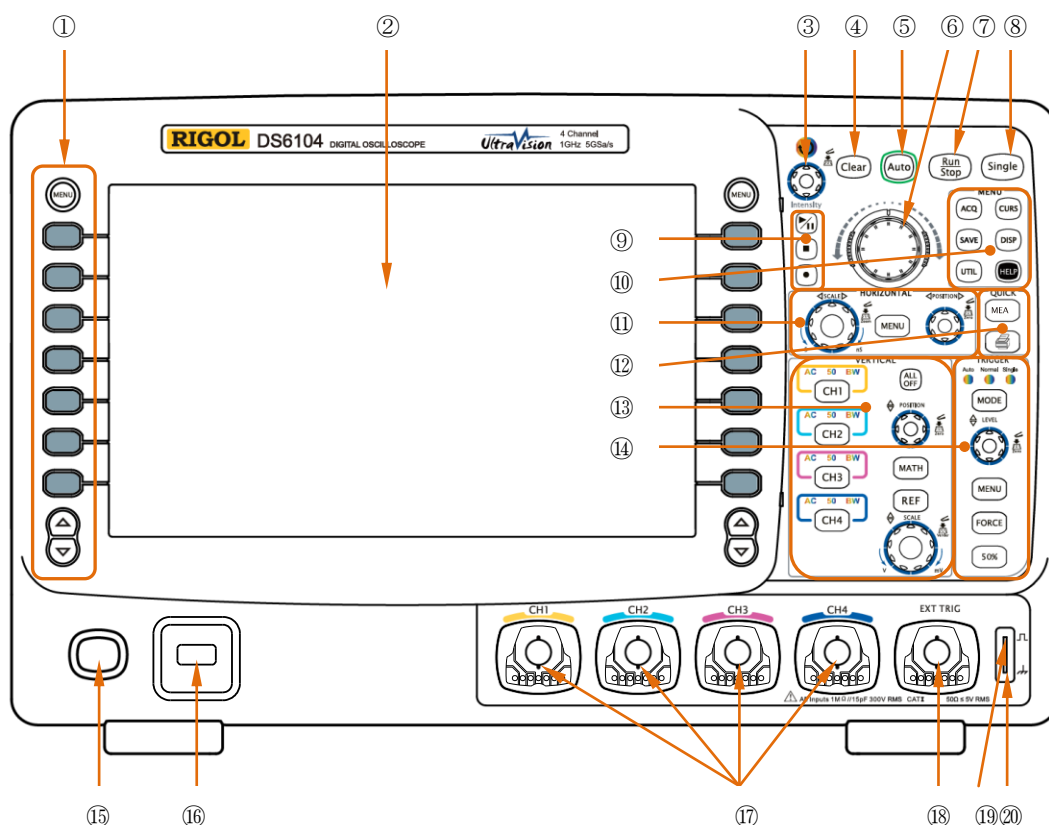 ① ② ③ ④ ⑤ ⑥ ⑦ ⑧
RIGOL DS6104 DIGITAL OSCILLOSCOPE
UltraVision
4 Channel
1GHz 5GSa/s
MENU
MENU
Intensity
Clear
Auto
Run
Stop
Single
MENU
ACQ CURS
SAVE DISP
UTIL HELP
⑨
⑩
⑪
⑫
⑬
⑭
HORIZONTAL
SCALE
MENU
POSITION
s nS
QUICK
MEA
VERTICAL
AC 50 BW
CH1
AC 50 BW
CH2
AC 50 BW
CH3
AC 50 BW
CH4
ALL
OFF
POSITION
MATH
REF
SCALE
V mV
TRIGGER
Auto Normal Single
MODE
LEVEL
MENU
FORCE
50%
CH1 CH2 CH3 CH4 EXT TRIG
All Inputs 1MΩ//15pF 300V RMS CATⅡ 50Ω ≤ 5V RMS
⑮ ⑯ ⑰ ⑱ ⑲ ⑳